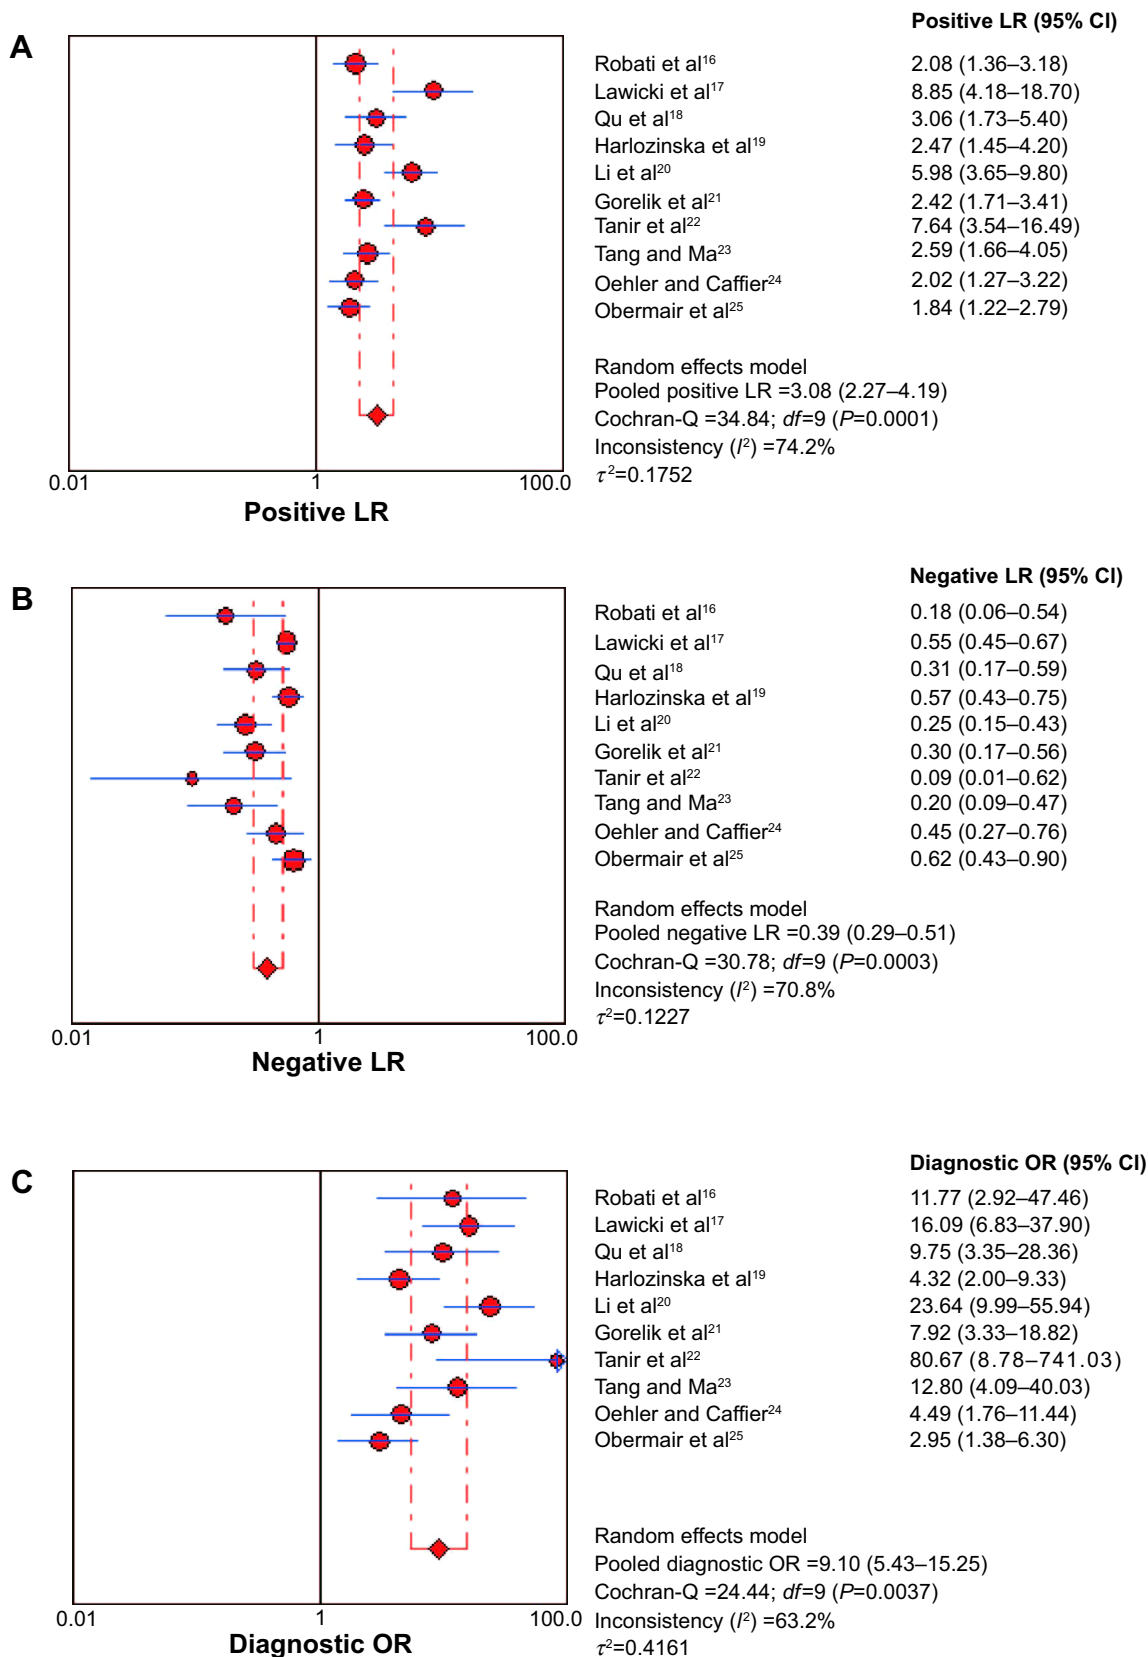 A
Positive LR (95% CI)
Robati et al16 2.08 (1.36–3.18)
Lawicki et al17 8.85 (4.18–18.70)
Qu et al18 3.06 (1.73–5.40)
Harlozinska et al19 2.47 (1.45–4.20)
Li et al20 5.98 (3.65–9.80)
Gorelik et al21 2.42 (1.71–3.41)
Tanir et al22 7.64 (3.54–16.49)
Tang and Ma23 2.59 (1.66–4.05)
Oehler and Caffier24 2.02 (1.27–3.22)
Obermair et al25 1.84 (1.22–2.79)
Random effects model
Pooled positive LR =3.08 (2.27–4.19)
Cochran-Q =34.84; df=9 (P=0.0001)
Inconsistency (I2) =74.2%
τ2=0.1752
0.01 1 100.0
Positive LR
B
Negative LR (95% CI)
Robati et al16 0.18 (0.06–0.54)
Lawicki et al17 0.55 (0.45–0.67)
Qu et al18 0.31 (0.17–0.59)
Harlozinska et al19 0.57 (0.43–0.75)
Li et al20 0.25 (0.15–0.43)
Gorelik et al21 0.30 (0.17–0.56)
Tanir et al22 0.09 (0.01–0.62)
Tang and Ma23 0.20 (0.09–0.47)
Oehler and Caffier24 0.45 (0.27–0.76)
Obermair et al25 0.62 (0.43–0.90)
Random effects model
Pooled negative LR =0.39 (0.29–0.51)
Cochran-Q =30.78; df=9 (P=0.0003)
Inconsistency (I2) =70.8%
τ2=0.1227
0.01 1 100.0
Negative LR
C
Diagnostic OR (95% CI)
Robati et al16 11.77 (2.92–47.46)
Lawicki et al17 16.09 (6.83–37.90)
Qu et al18 9.75 (3.35–28.36)
Harlozinska et al19 4.32 (2.00–9.33)
Li et al20 23.64 (9.99–55.94)
Gorelik et al21 7.92 (3.33–18.82)
Tanir et al22 80.67 (8.78–741.03)
Tang and Ma23 12.80 (4.09–40.03)
Oehler and Caffier24 4.49 (1.76–11.44)
Obermair et al25 2.95 (1.38–6.30)
Random effects model
Pooled diagnostic OR =9.10 (5.43–15.25)
Cochran-Q =24.44; df=9 (P=0.0037)
Inconsistency (I2) =63.2%
τ2=0.4161
0.01 1 100.0
Diagnostic OR